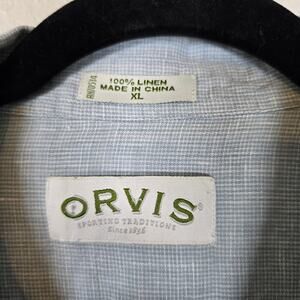 100% LINEN
MADE IN CHINA
XL
ORVIS®
SPORTING TRADITIONS
Since 1856